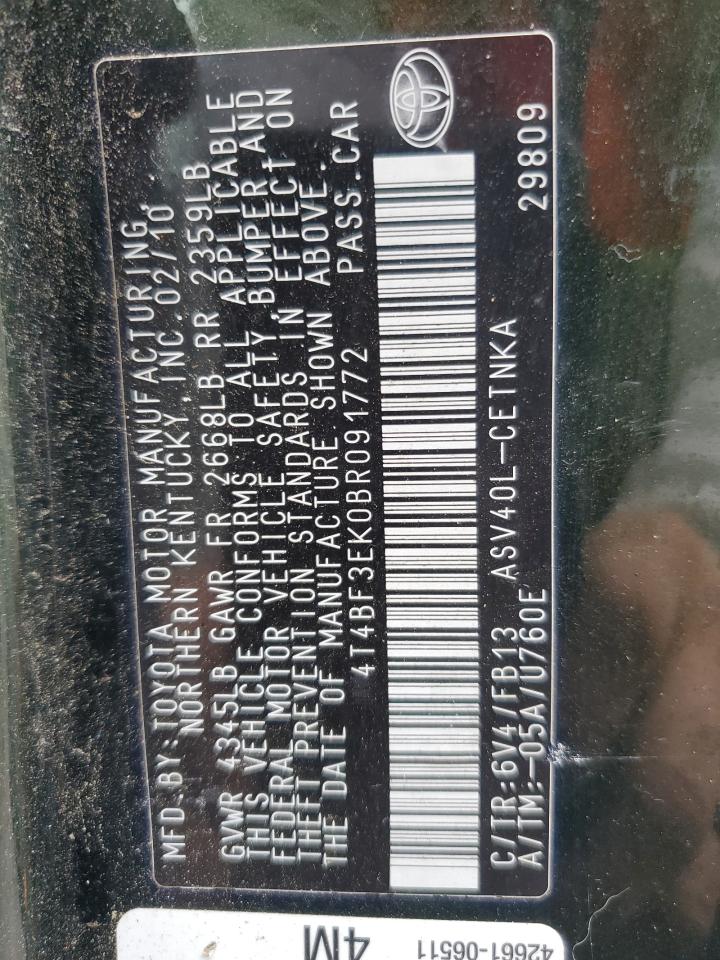 MFD.BY:TOYOTA MOTOR MANUFACTURING,
NORTHERN KENTUCKY,INC.02/10
GVWR 4345LB GAWR FR 2668LB RR 2359LB
THIS VEHICLE CONFORMS TO ALL APPLICABLE
FEDERAL MOTOR VEHICLE SAFETY,BUMPER,AND
THEFT PREVENTION STANDARDS IN EFFECT ON
THE DATE OF MANUFACTURE SHOWN ABOVE.
4T4BF3EK0BR091772 PASS.CAR
C/TR:6V4/FB13 ASV40L-CETNKA
A/TM:-05A/U760E 29809
4M
42661-06511